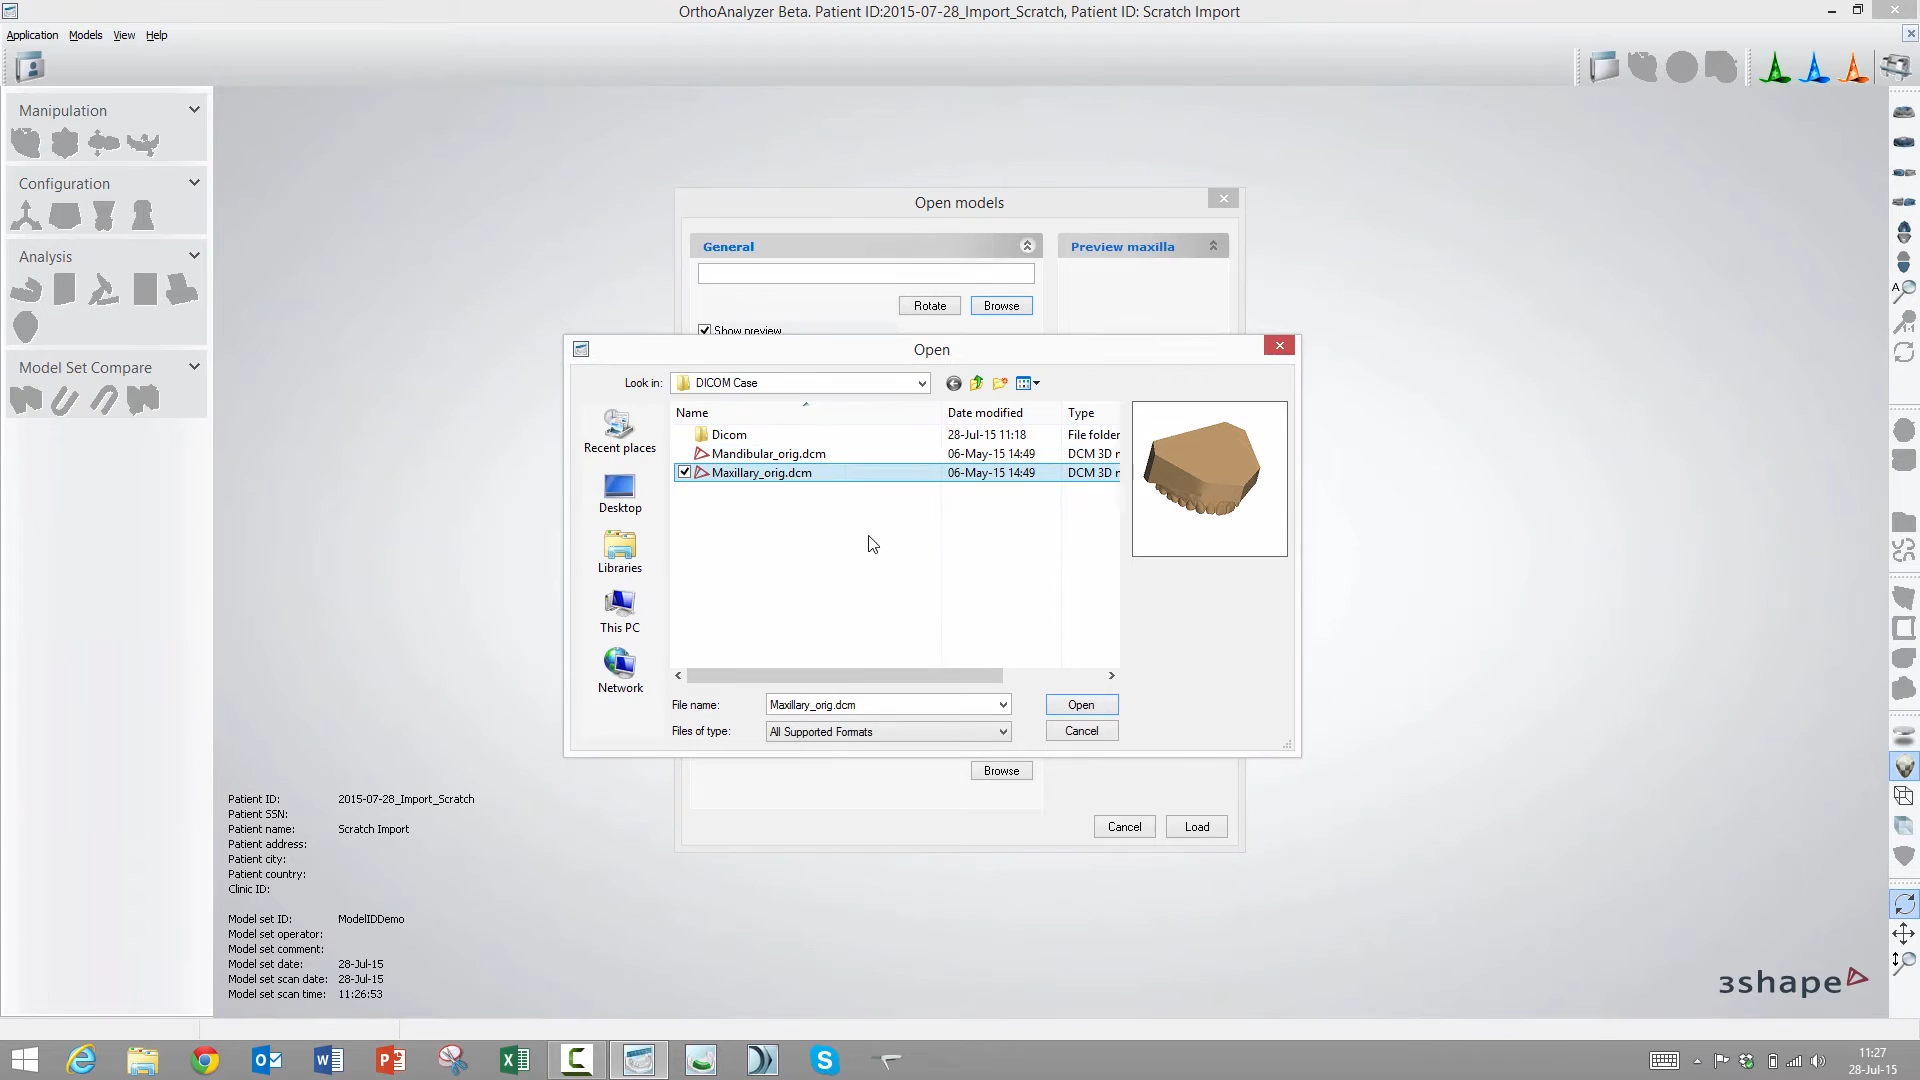 OrthoAnalyzer Beta. Patient ID:2015-07-28_Import_Scratch, Patient ID: Scratch Import
Application Models View Help
Manipulation
Configuration
Analysis
Model Set Compare
Open models
General
Preview maxilla
Rotate Browse
Show preview
Open
Look in: DICOM Case
Name Date modified Type
Dicom 28-Jul-15 11:18 File folder
Mandibular_orig.dcm 06-May-15 14:49 DCM 3D
Maxillary_orig.dcm 06-May-15 14:49 DCM 3D
Recent places
Desktop
Libraries
This PC
Network
File name: Maxillary_orig.dcm Open
Files of type: All Supported Formats Cancel
Browse
Cancel Load
Patient ID: 2015-07-28_Import_Scratch
Patient SSN:
Patient name: Scratch Import
Patient address:
Patient city:
Patient country:
Clinic ID:
Model set ID: ModelIDDemo
Model set operator:
Model set comment:
Model set date: 28-Jul-15
Model set scan date: 28-Jul-15
Model set scan time: 11:26:53
A
1:1
3shape
11:27
28-Jul-15